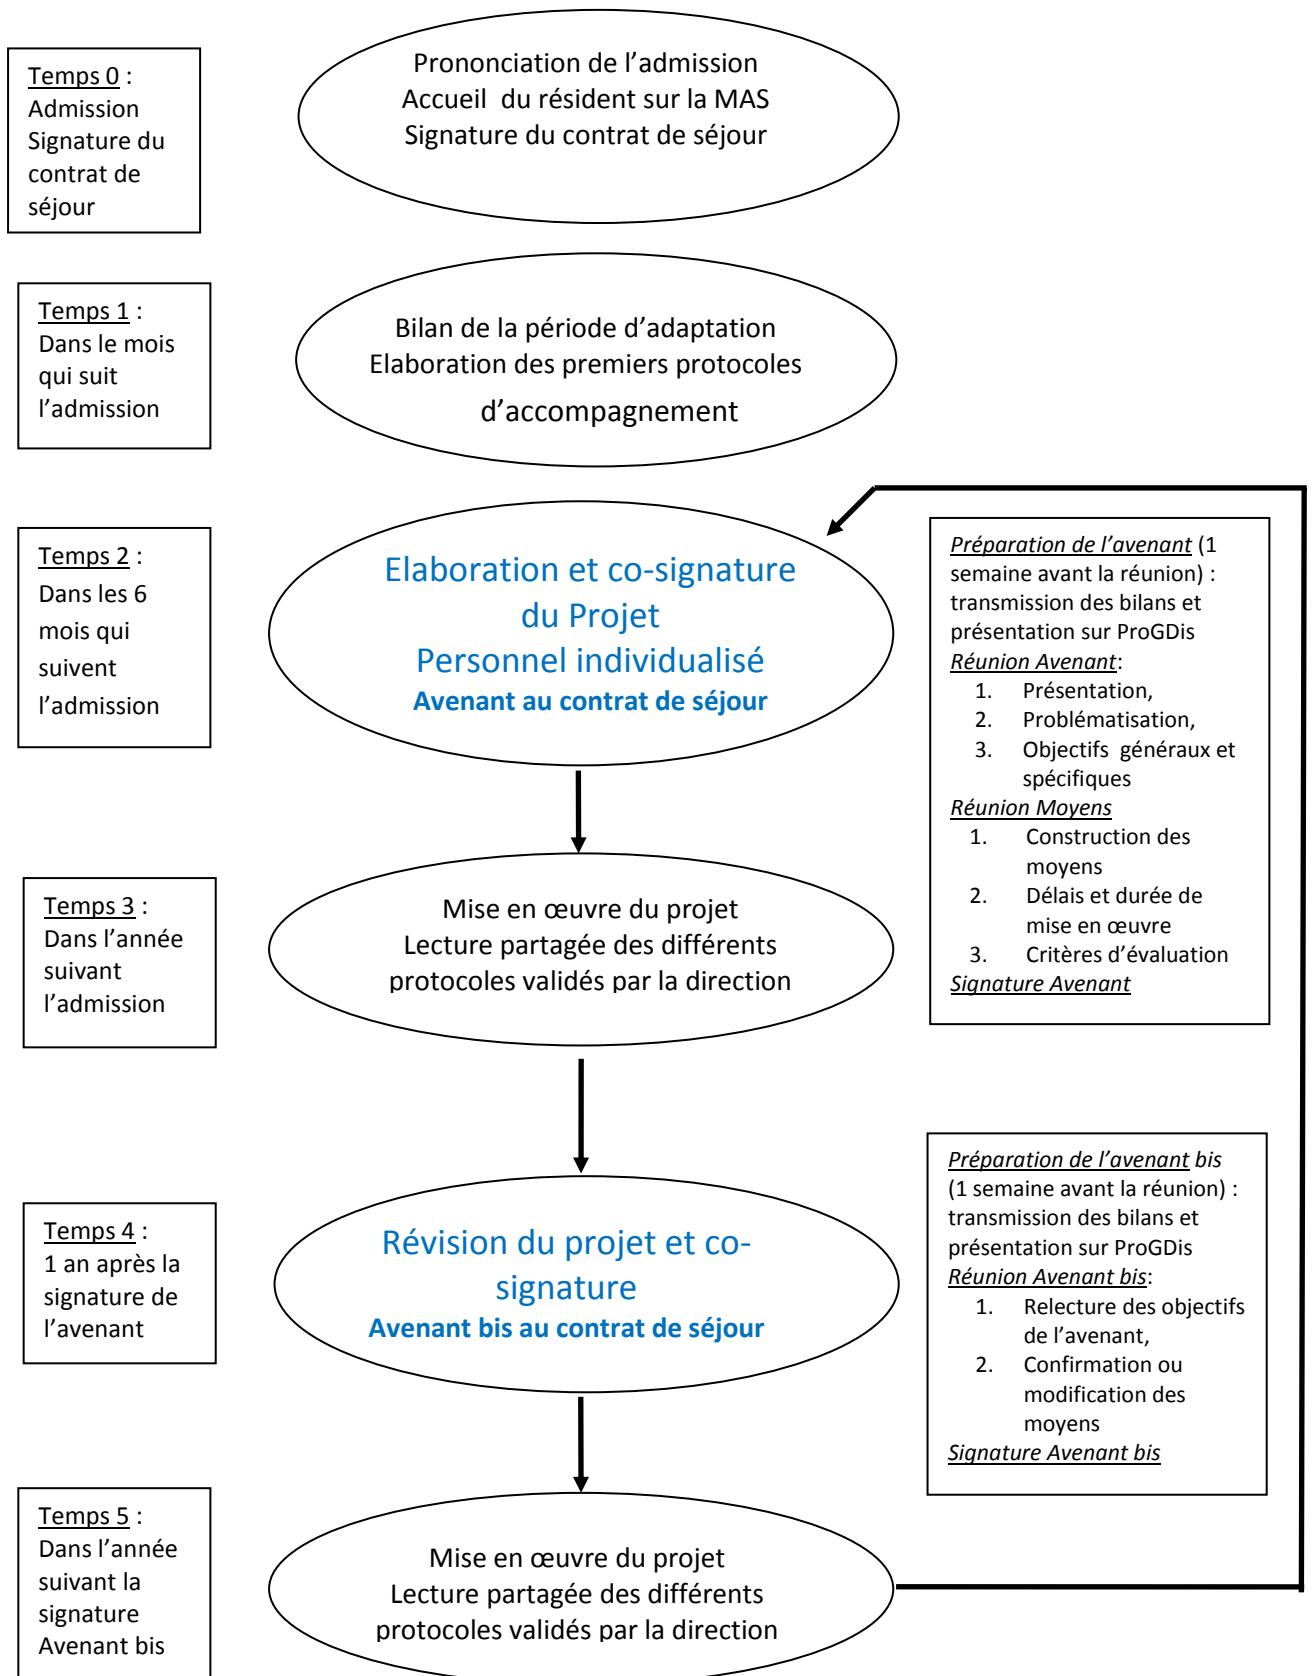 Temps 0 :
Admission
Signature du
contrat de
séjour
Prononciation de l’admission
Accueil  du résident sur la MAS
Signature du contrat de séjour
Temps 1 :
Dans le mois
qui suit
l’admission
Bilan de la période d’adaptation
Elaboration des premiers protocoles
d’accompagnement
Temps 2 :
Dans les 6
mois qui
suivent
l’admission
Elaboration et co-signature
du Projet
Personnel individualisé
Avenant au contrat de séjour
Préparation de l’avenant (1
semaine avant la réunion) :
transmission des bilans et
présentation sur ProGDis
Réunion Avenant:
1. Présentation,
2. Problématisation,
3. Objectifs  généraux et
spécifiques
Réunion Moyens
1. Construction des
moyens
2. Délais et durée de
mise en œuvre
3. Critères d’évaluation
Signature Avenant
Temps 3 :
Dans l’année
suivant
l’admission
Mise en œuvre du projet
Lecture partagée des différents
protocoles validés par la direction
Temps 4 :
1 an après la
signature de
l’avenant
Révision du projet et co-
signature
Avenant bis au contrat de séjour
Préparation de l’avenant bis
(1 semaine avant la réunion) :
transmission des bilans et
présentation sur ProGDis
Réunion Avenant bis:
1. Relecture des objectifs
de l’avenant,
2. Confirmation ou
modification des
moyens
Signature Avenant bis
Temps 5 :
Dans l’année
suivant la
signature
Avenant bis
Mise en œuvre du projet
Lecture partagée des différents
protocoles validés par la direction